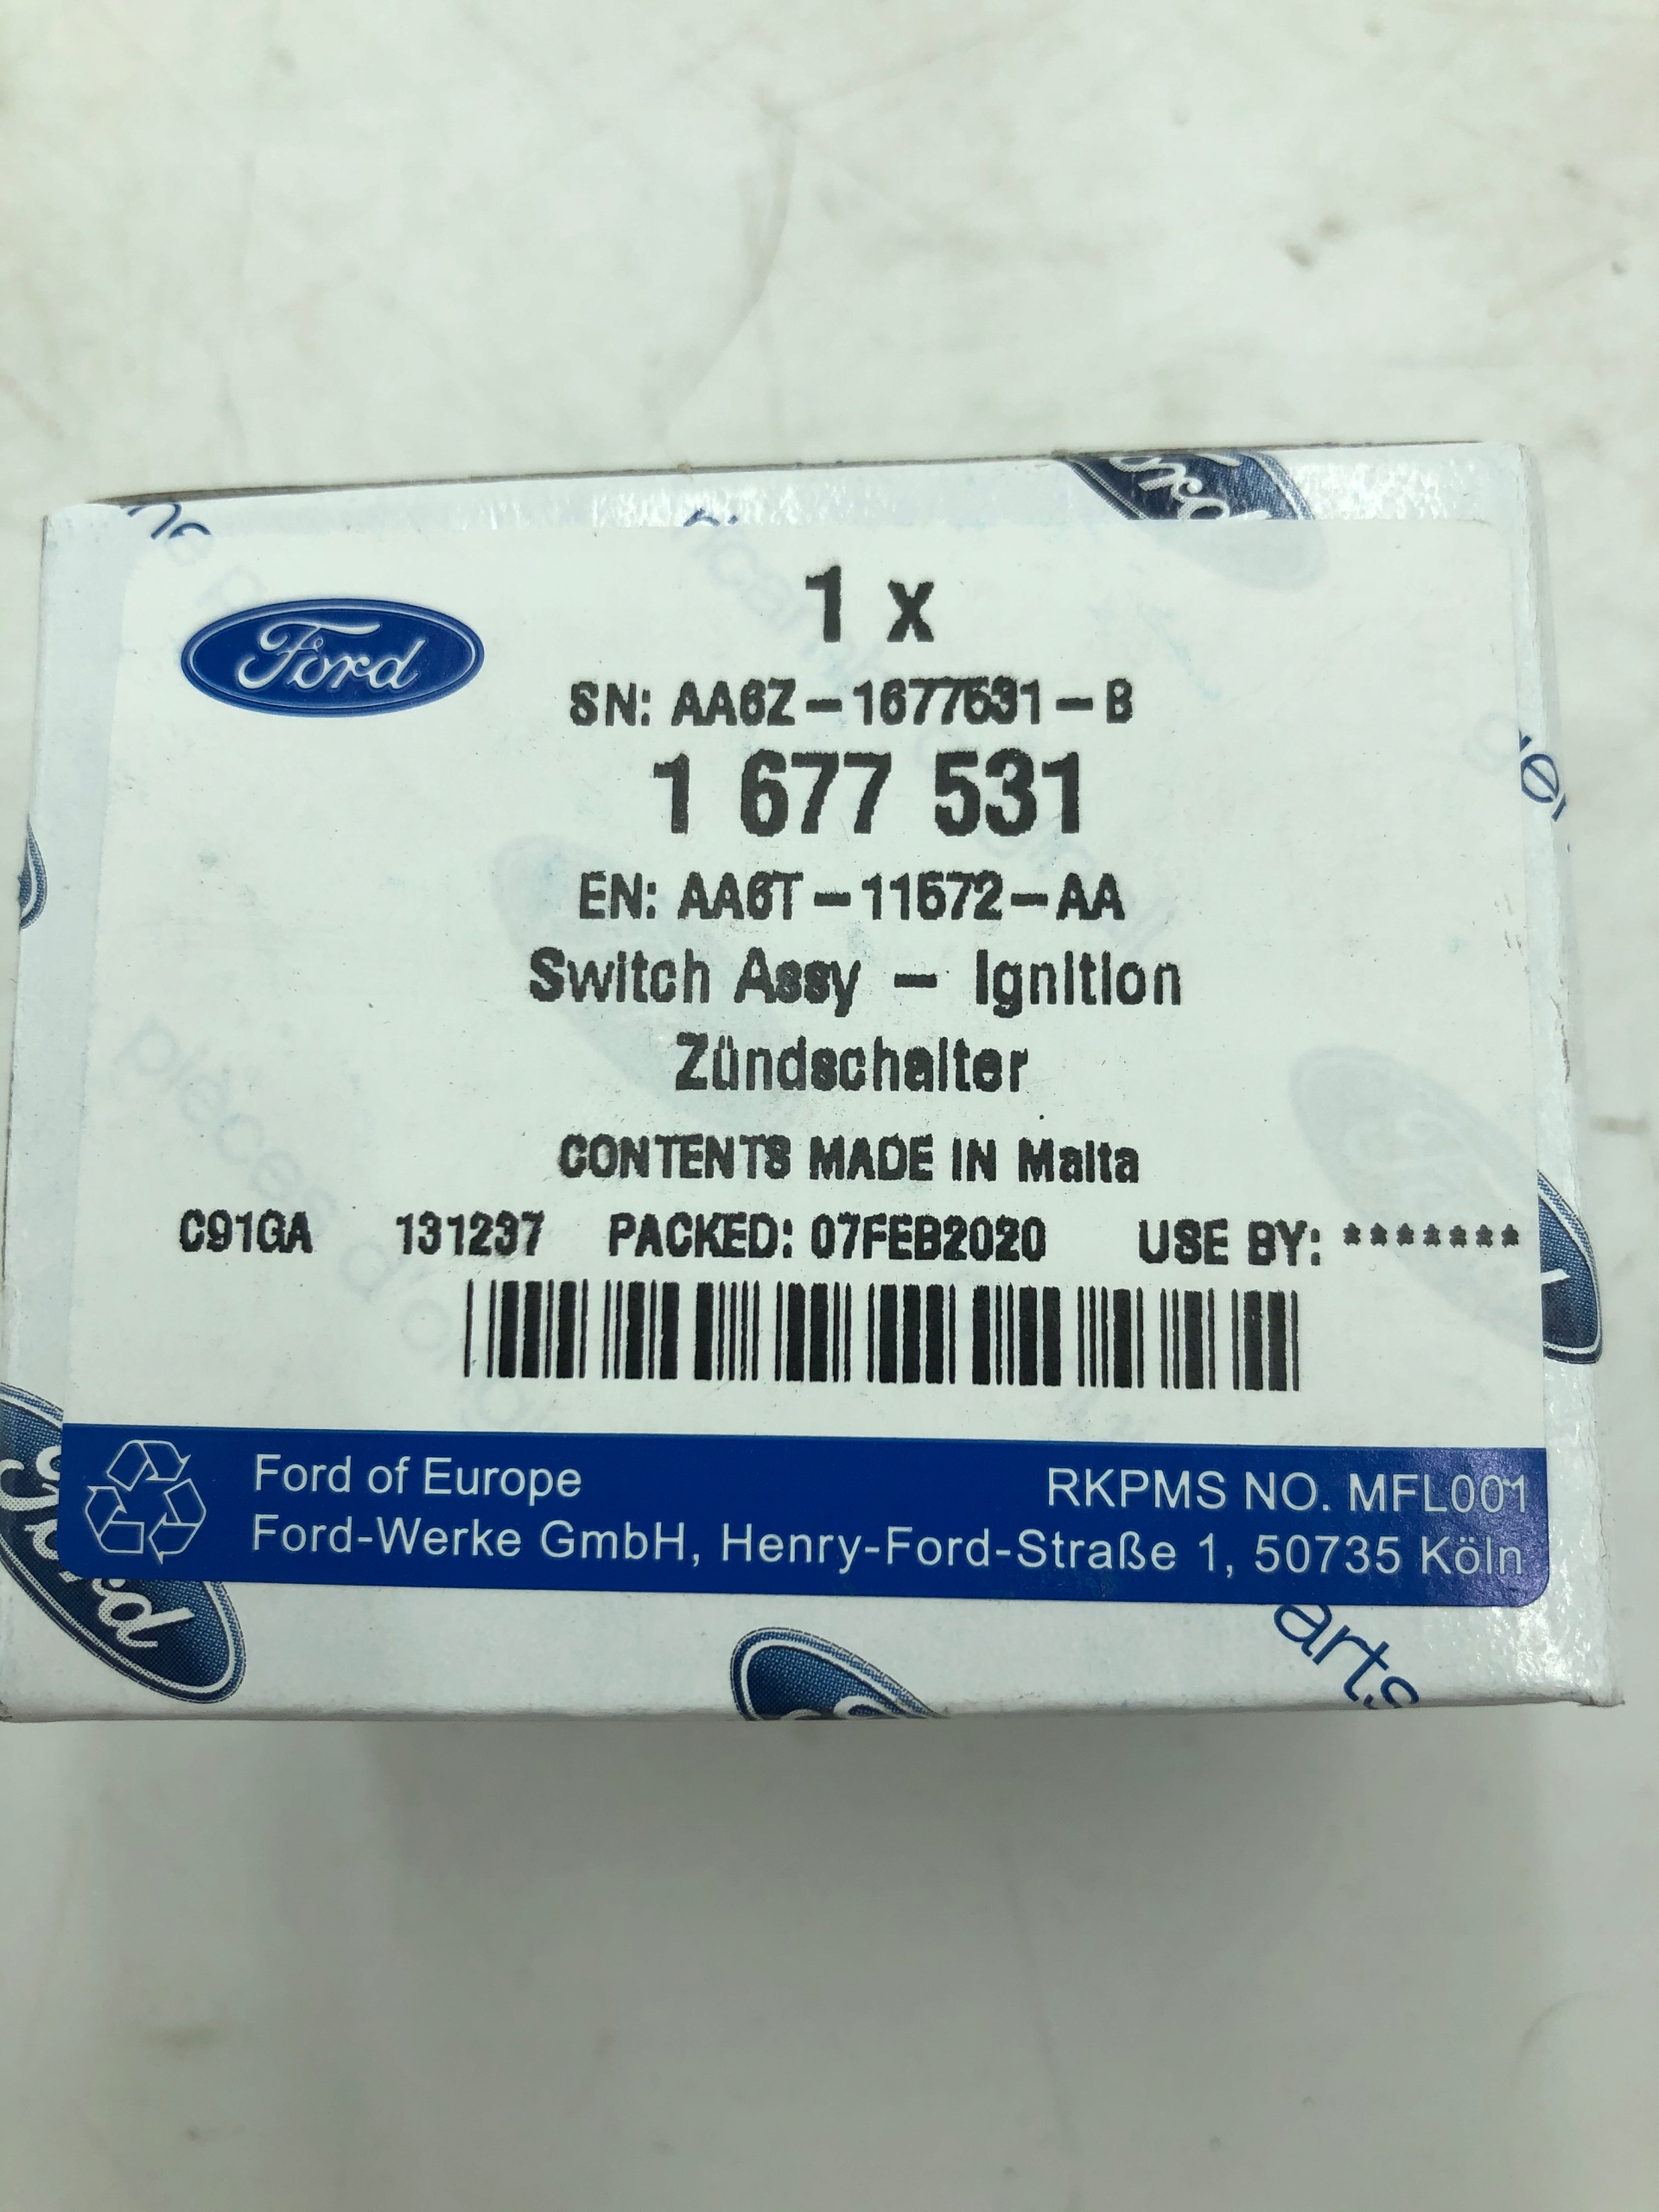 Ford
1 x
SN: AA6Z-1677531-B
1 677 531
EN: AA6T-11572-AA
Switch Assy - Ignition
Zündschalter
CONTENTS MADE IN Malta
C91GA 131237 PACKED: 07FEB2020 USE BY: *******
Ford of Europe RKPMS NO. MFL001
Ford-Werke GmbH, Henry-Ford-Straße 1, 50735 Köln
Ford
arts